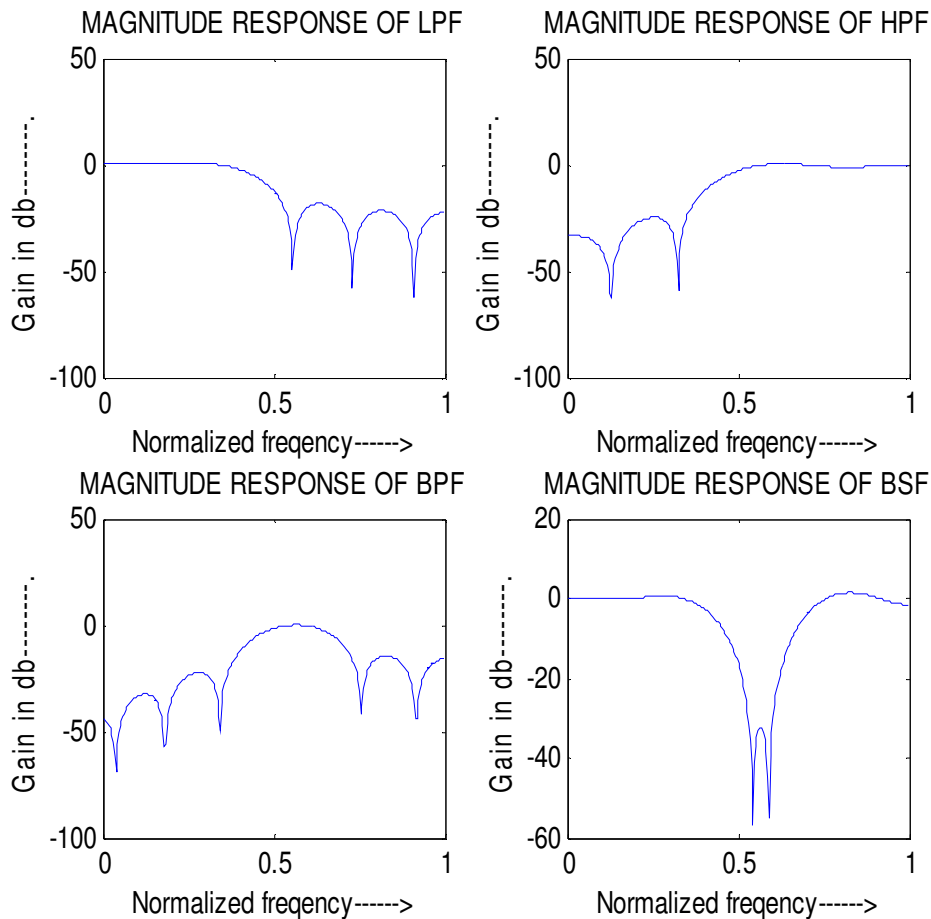 MAGNITUDE RESPONSE OF LPF
50
0
-50
-100
0
0.5
1
Gain in db--------.
Normalized freqency------>
MAGNITUDE RESPONSE OF HPF
50
0
-50
-100
0
0.5
1
Gain in db--------.
Normalized freqency------>
MAGNITUDE RESPONSE OF BPF
50
0
-50
-100
0
0.5
1
Gain in db--------.
Normalized freqency------>
MAGNITUDE RESPONSE OF BSF
20
0
-20
-40
-60
0
0.5
1
Gain in db--------.
Normalized freqency------>